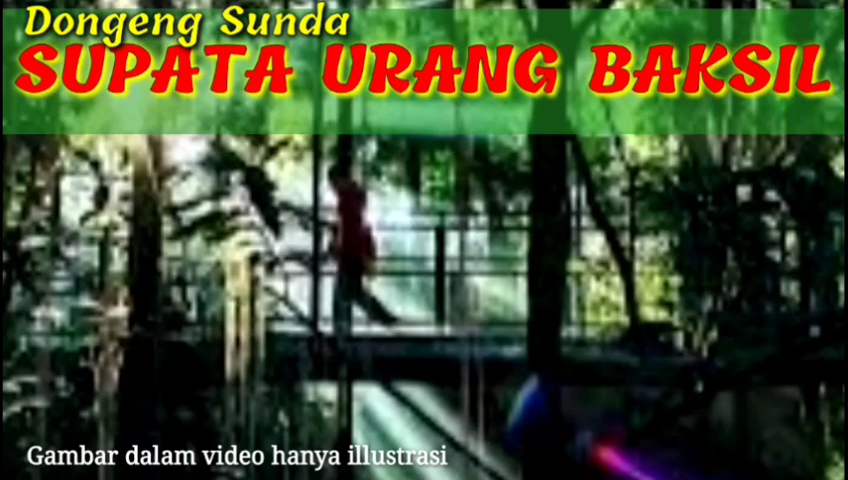 Dongeng Sunda
SUPATA URANG BAKSIL
Gambar dalam video hanya illustrasi